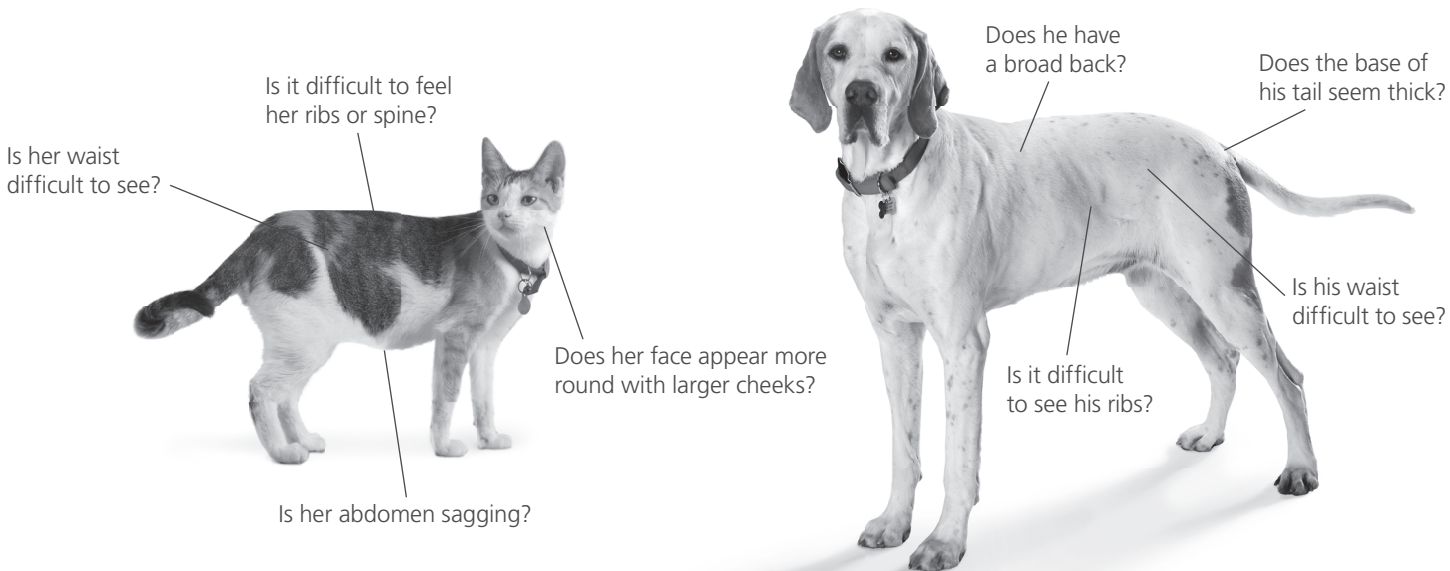 Is her waist
difficult to see?
Is it difficult to feel
her ribs or spine?
Does her face appear more
round with larger cheeks?
Is her abdomen sagging?
Does he have
a broad back?
Does the base of
his tail seem thick?
Is his waist
difficult to see?
Is it difficult
to see his ribs?